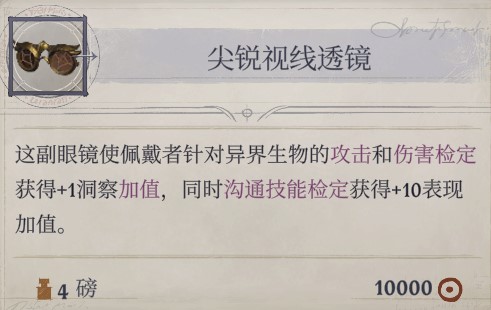 尖锐视线透镜
这副眼镜使佩戴者针对异界生物的攻击和伤害检定
获得+1洞察加值，同时沟通技能检定获得+10表现
加值。
4 磅
10000